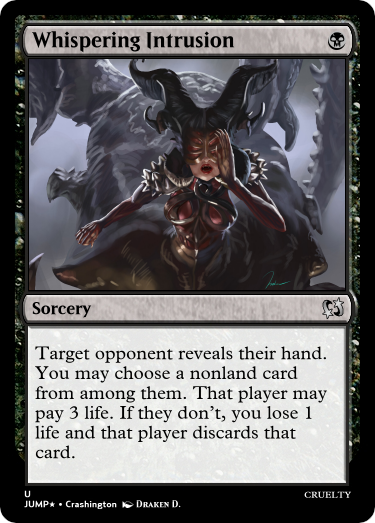 Whispering Intrusion
Sorcery
Target opponent reveals their hand.
You may choose a nonland card
from among them. That player may
pay 3 life. If they don't, you lose 1
life and that player discards that
card.
U
JUMP★ • Crashington Draken D.
CRUELTY